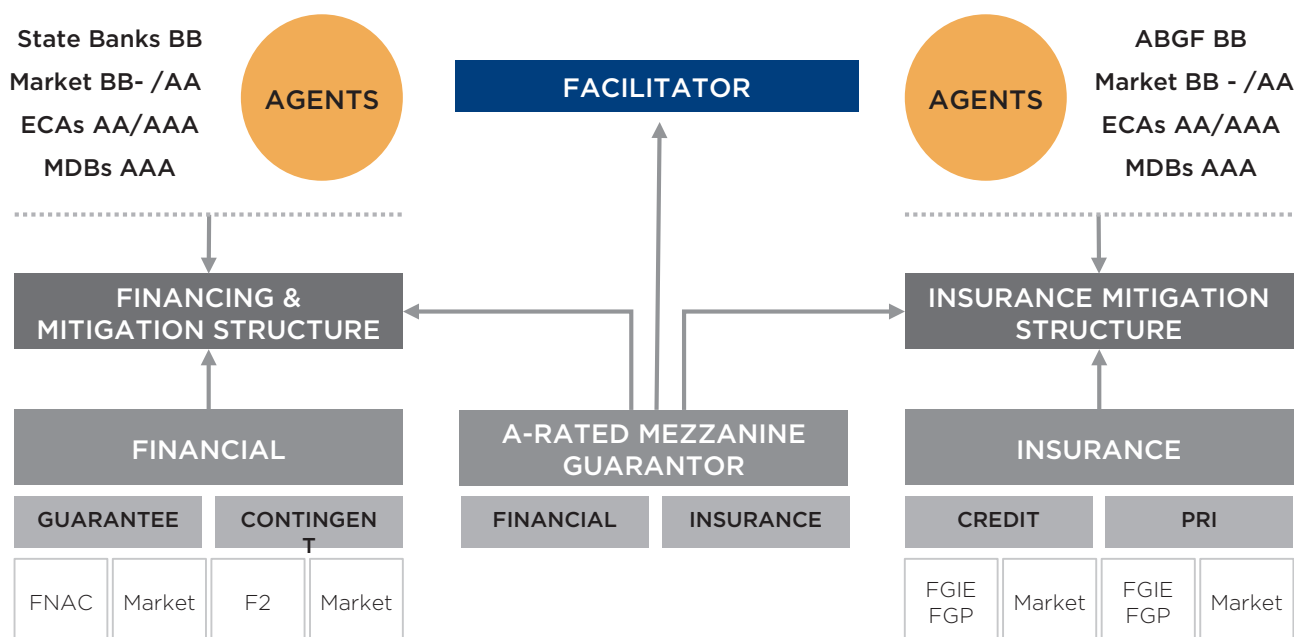 State Banks BB
Market BB- /AA
ECAs AA/AAA
MDBs AAA
AGENTS
FACILITATOR
AGENTS
ABGF BB
Market BB - /AA
ECAs AA/AAA
MDBs AAA
FINANCING &
MITIGATION STRUCTURE
INSURANCE MITIGATION
STRUCTURE
FINANCIAL
A-RATED MEZZANINE
GUARANTOR
INSURANCE
GUARANTEE
CONTINGEN
T
FINANCIAL
INSURANCE
CREDIT
PRI
FNAC
Market
F2
Market
FGIE
FGP
Market
FGIE
FGP
Market